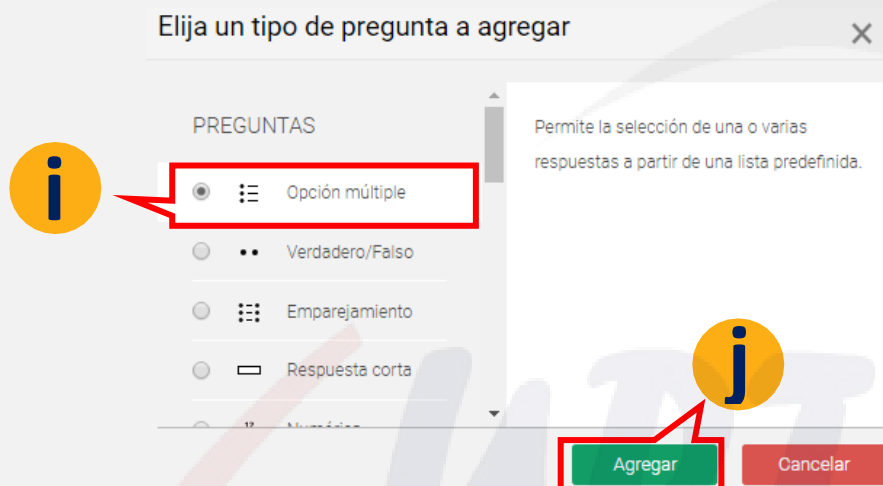 Elija un tipo de pregunta a agregar
PREGUNTAS
Permite la selección de una o varias
respuestas a partir de una lista predefinida.
i
Opción múltiple
Verdadero/Falso
Emparejamiento
Respuesta corta
j
Agregar
Cancelar